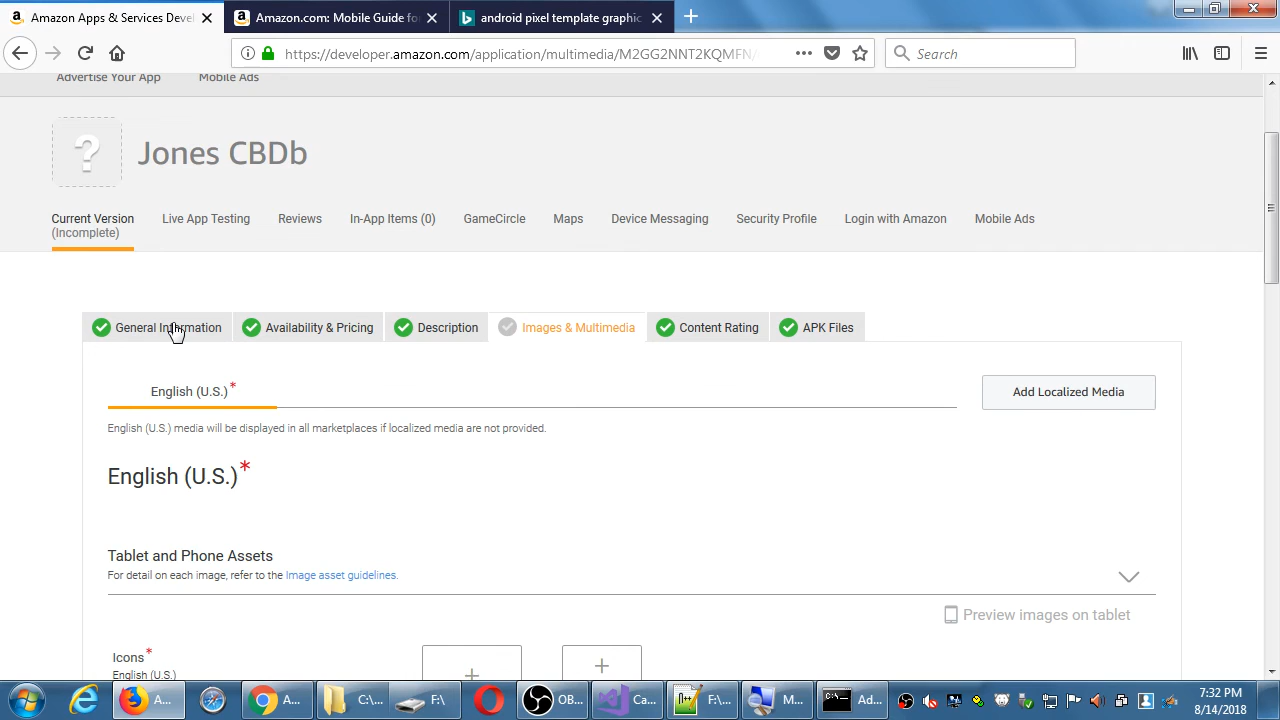 Amazon Apps & Services Devel
Amazon.com: Mobile Guide fo
android pixel template graphic
https://developer.amazon.com/application/multimedia/M2GG2NNT2KQMFN/
Search
Advertise Your App
Mobile Ads
?
Jones CBDb
Current Version
(Incomplete)
Live App Testing
Reviews
In-App Items (0)
GameCircle
Maps
Device Messaging
Security Profile
Login with Amazon
Mobile Ads
General Information
Availability & Pricing
Description
Images & Multimedia
Content Rating
APK Files
English (U.S.)*
Add Localized Media
English (U.S.) media will be displayed in all marketplaces if localized media are not provided.
English (U.S.)*
Tablet and Phone Assets
For detail on each image, refer to the Image asset guidelines.
Preview images on tablet
Icons*
English (U.S.)
A...
A...
C:\...
F:\
OB...
Ca...
F:\...
M...
Ad...
7:32 PM
8/14/2018